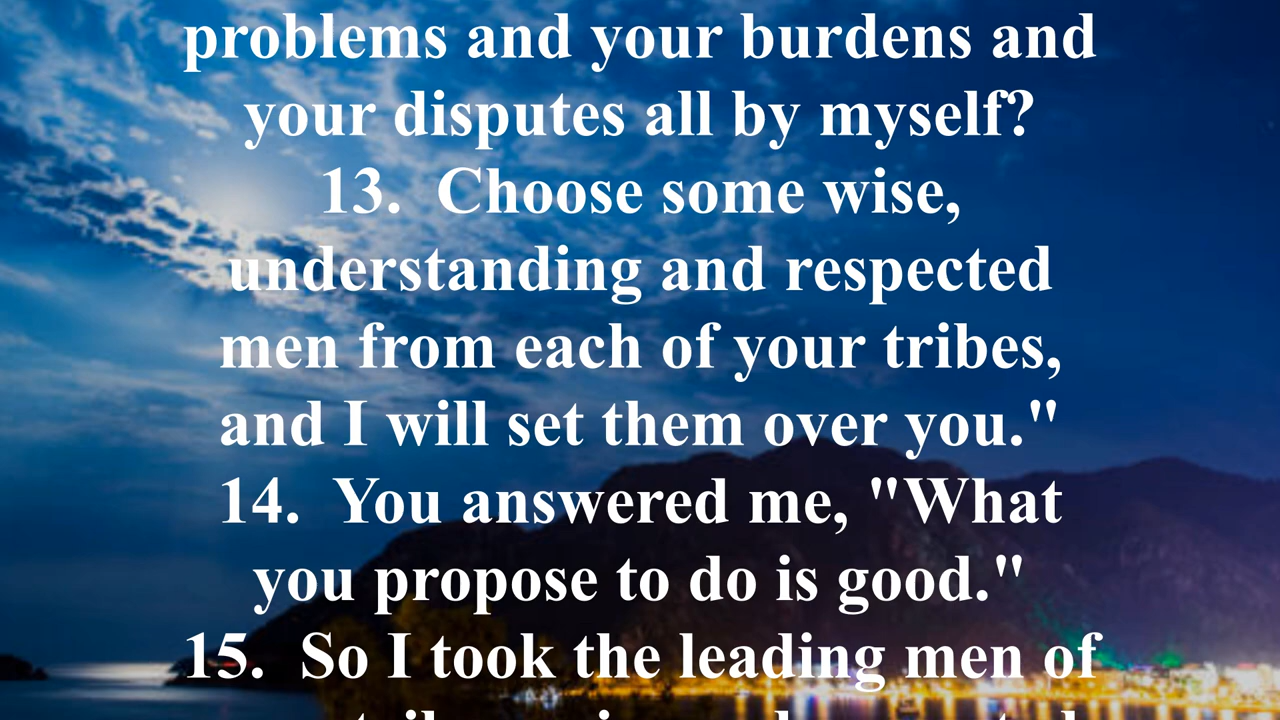 problems and your burdens and
your disputes all by myself?
13.  Choose some wise,
understanding and respected
men from each of your tribes,
and I will set them over you."
14.  You answered me, "What
you propose to do is good."
15.  So I took the leading men of